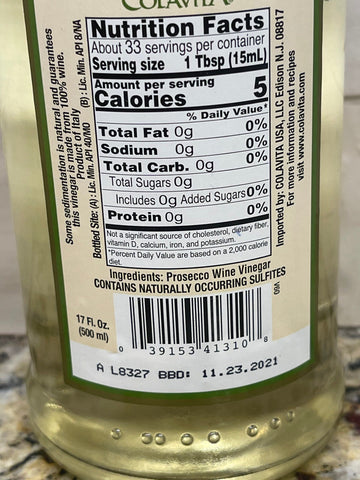 COLAVITA
Nutrition Facts
About 33 servings per container
Serving size 1 Tbsp (15mL)
Amount per serving
Calories 5
% Daily Value*
Total Fat 0g 0%
Sodium 0g 0%
Total Carb. 0g 0%
Total Sugars 0g
Includes 0g Added Sugars 0%
Protein 0g 0%
Not a significant source of cholesterol, dietary fiber,
vitamin D, calcium, iron, and potassium.
*Percent Daily Value are based on a 2,000 calorie
diet.
Ingredients: Prosecco Wine Vinegar
CONTAINS NATURALLY OCCURING SULFITES
Some sedimentation is natural and guarantees
this vinegar is made from 100% wine.
Product of Italy
Bottled Site: (A) : Lic. Min. API 40/MO (B) : Lic. Min. API 8/NA
Imported by: COLAVITA USA, LLC Edison N.J. 08817
For more information and recipes
visit www.colavita.com
V50
17 Fl. Oz.
(500 ml)
0 39153 41310 8
A L8327 BBD: 11.23.2021